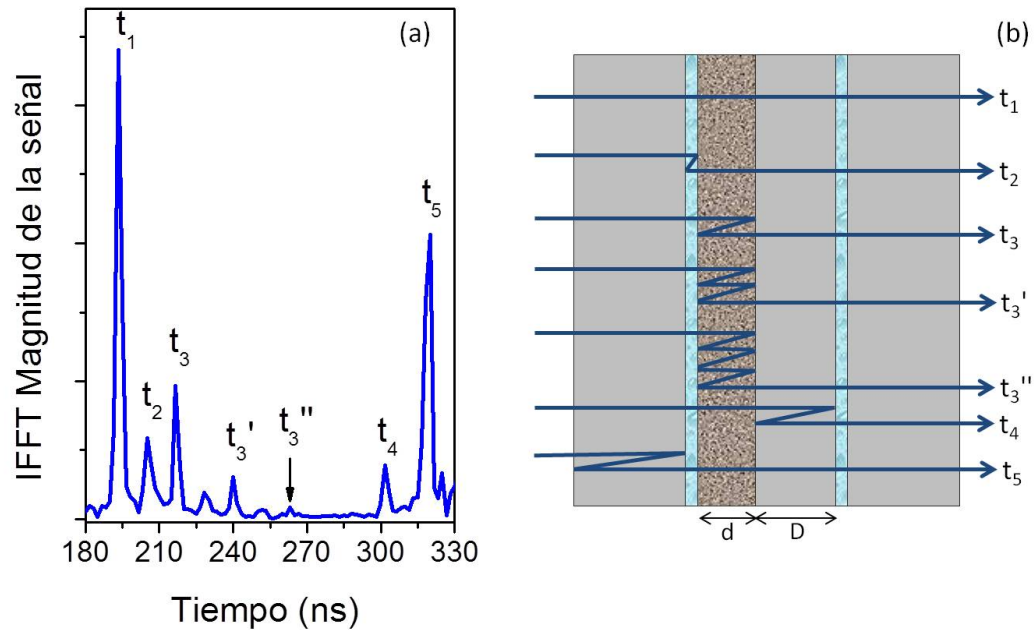 (a)
t1
t2
t3
t3'
t3''
t4
t5
IFFT Magnitud de la señal
180 210 240 270 300 330
Tiempo (ns)
(b)
t1
t2
t3
t3'
t3''
t4
t5
d
D